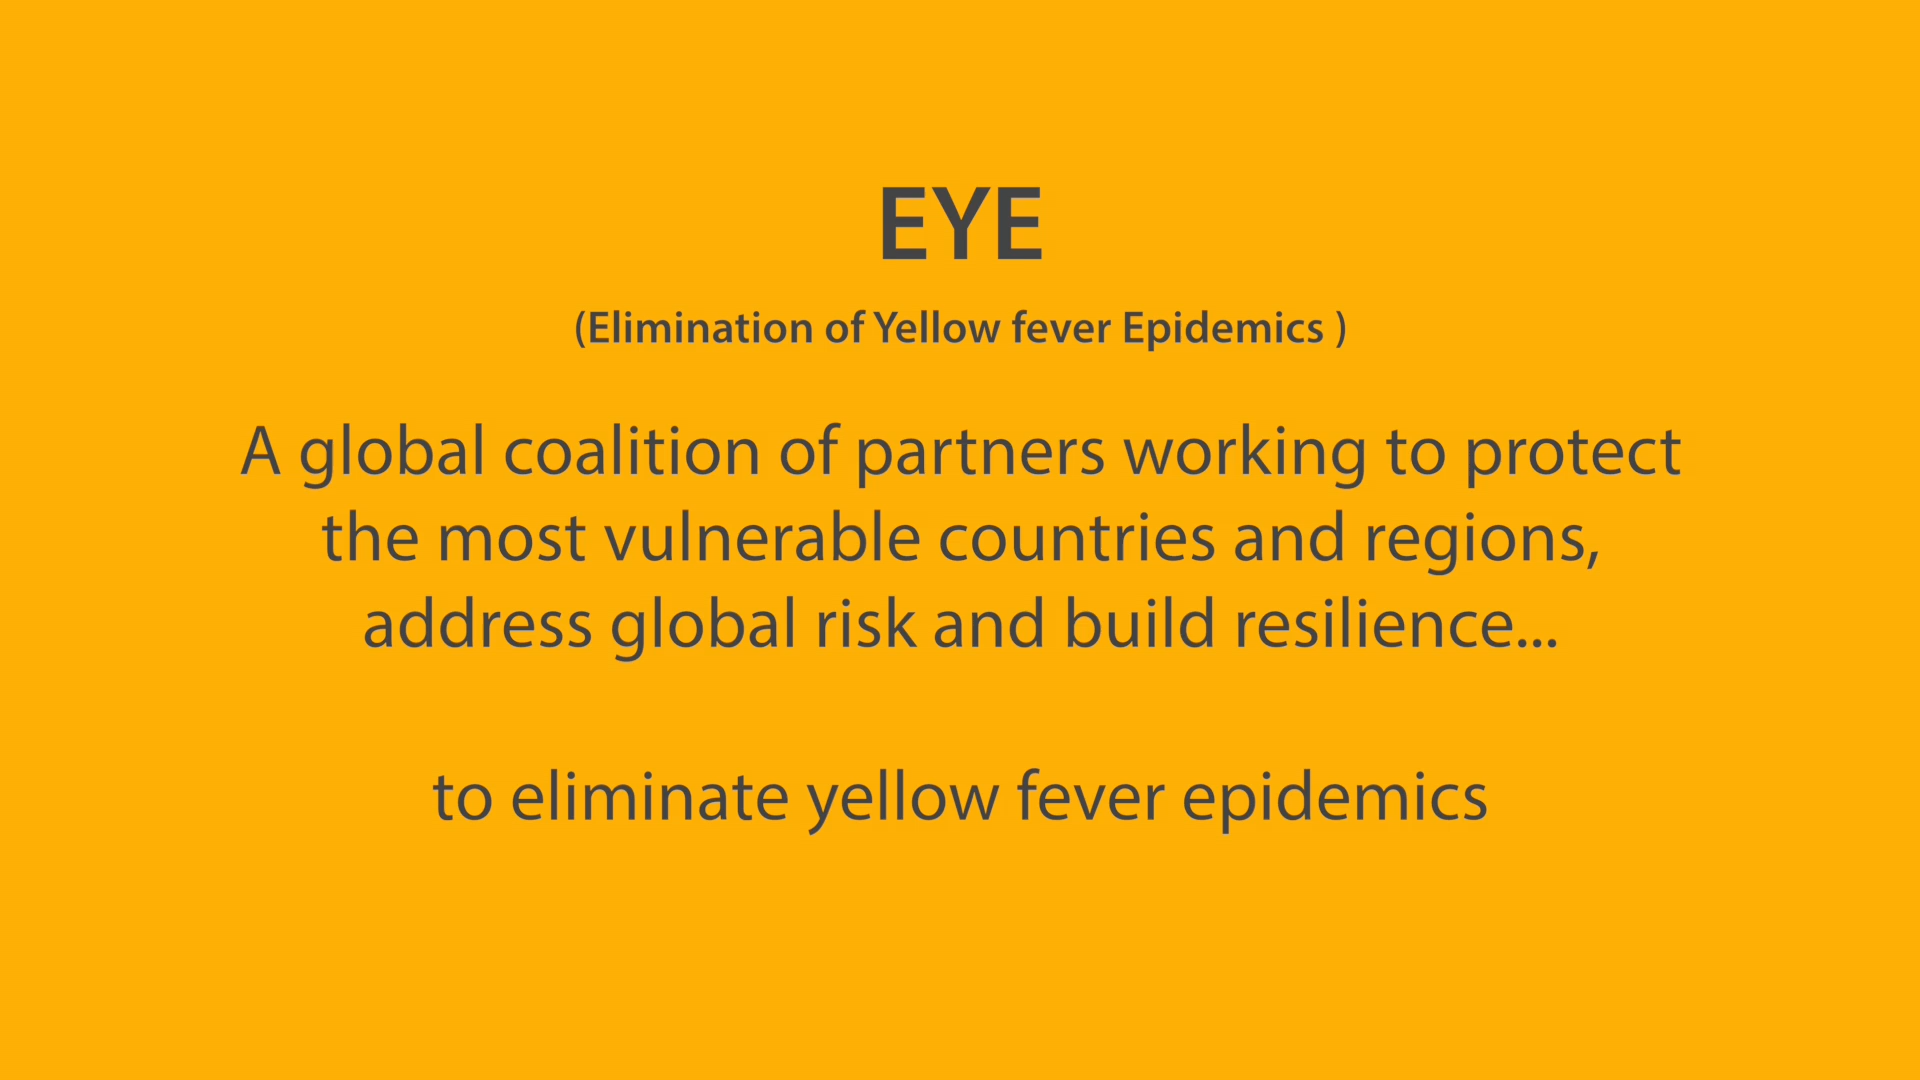 EYE
(Elimination of Yellow fever Epidemics )
A global coalition of partners working to protect
the most vulnerable countries and regions,
address global risk and build resilience...
to eliminate yellow fever epidemics